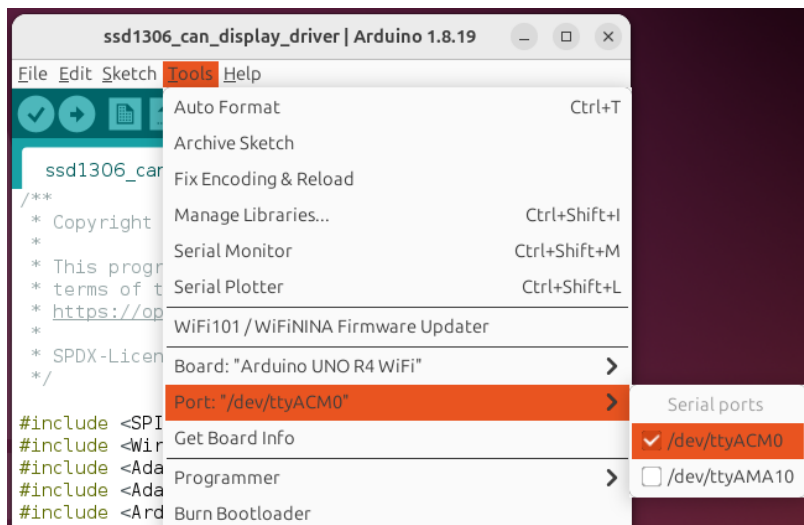 ssd1306_can_display_driver | Arduino 1.8.19
File Edit Sketch Tools Help
ssd1306_car
/**
* Copyright
*
* This progr
* terms of t
* https://op
*
* SPDX-Licen
*/
#include <SPI
#include <Wir
#include <Ada
#include <Ada
#include <Ard
Auto Format Ctrl+T
Archive Sketch
Fix Encoding & Reload
Manage Libraries... Ctrl+Shift+I
Serial Monitor Ctrl+Shift+M
Serial Plotter Ctrl+Shift+L
WiFi101 / WiFiNINA Firmware Updater
Board: "Arduino UNO R4 WiFi"
Port: "/dev/ttyACM0"
Get Board Info
Programmer
Burn Bootloader
Serial ports
/dev/ttyACM0
/dev/ttyAMA10